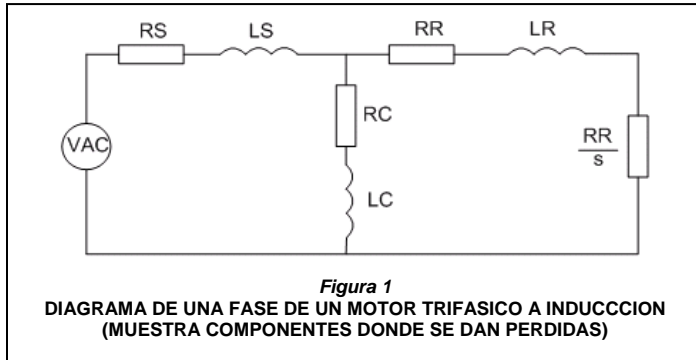 RS
LS
RR
LR
RC
VAC
RR
s
LC
Figura 1
DIAGRAMA DE UNA FASE DE UN MOTOR TRIFASICO A INDUCCCION
(MUESTRA COMPONENTES DONDE SE DAN PERDIDAS)